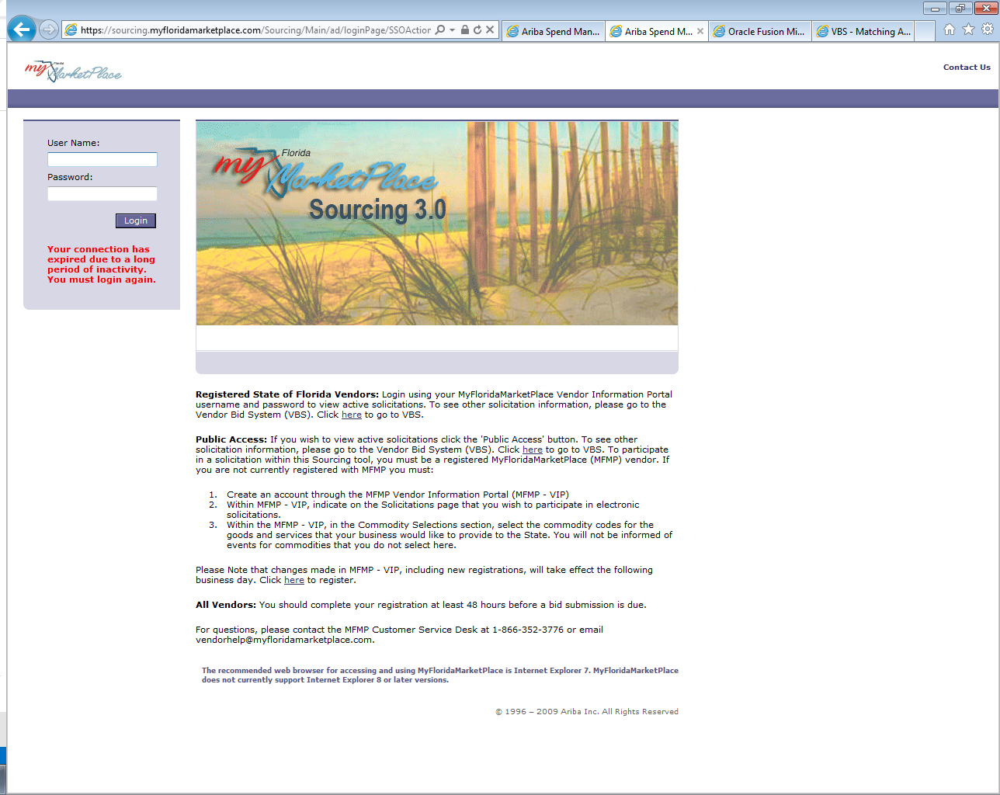 https://sourcing.myfloridamarketplace.com/Sourcing/Main/ad/loginPage/SSOAction
Ariba Spend Man...
Ariba Spend M...
Oracle Fusion Mi...
VBS - Matching A...
my Florida MarketPlace
Contact Us
User Name:
Password:
Login
Your connection has
expired due to a long
period of inactivity.
You must login again.
my Florida MarketPlace
Sourcing 3.0
Registered State of Florida Vendors: Login using your MyFloridaMarketPlace Vendor Information Portal
username and password to view active solicitations. To see other solicitation information, please go to the
Vendor Bid System (VBS). Click here to go to VBS.
Public Access: If you wish to view active solicitations click the 'Public Access' button. To see other
solicitation information, please go to the Vendor Bid System (VBS). Click here to go to VBS. To participate
in a solicitation within this Sourcing tool, you must be a registered MyFloridaMarketPlace (MFMP) vendor. If
you are not currently registered with MFMP you must:
1. Create an account through the MFMP Vendor Information Portal (MFMP - VIP)
2. Within MFMP - VIP, indicate on the Solicitations page that you wish to participate in electronic
solicitations.
3. Within the MFMP - VIP, in the Commodity Selections section, select the commodity codes for the
goods and services that your business would like to provide to the State. You will not be informed of
events for commodities that you do not select here.
Please Note that changes made in MFMP - VIP, including new registrations, will take effect the following
business day. Click here to register.
All Vendors: You should complete your registration at least 48 hours before a bid submission is due.
For questions, please contact the MFMP Customer Service Desk at 1-866-352-3776 or email
vendorhelp@myfloridamarketplace.com.
The recommended web browser for accessing and using MyFloridaMarketPlace is Internet Explorer 7. MyFloridaMarketPlace
does not currently support Internet Explorer 8 or later versions.
© 1996 – 2009 Ariba Inc. All Rights Reserved